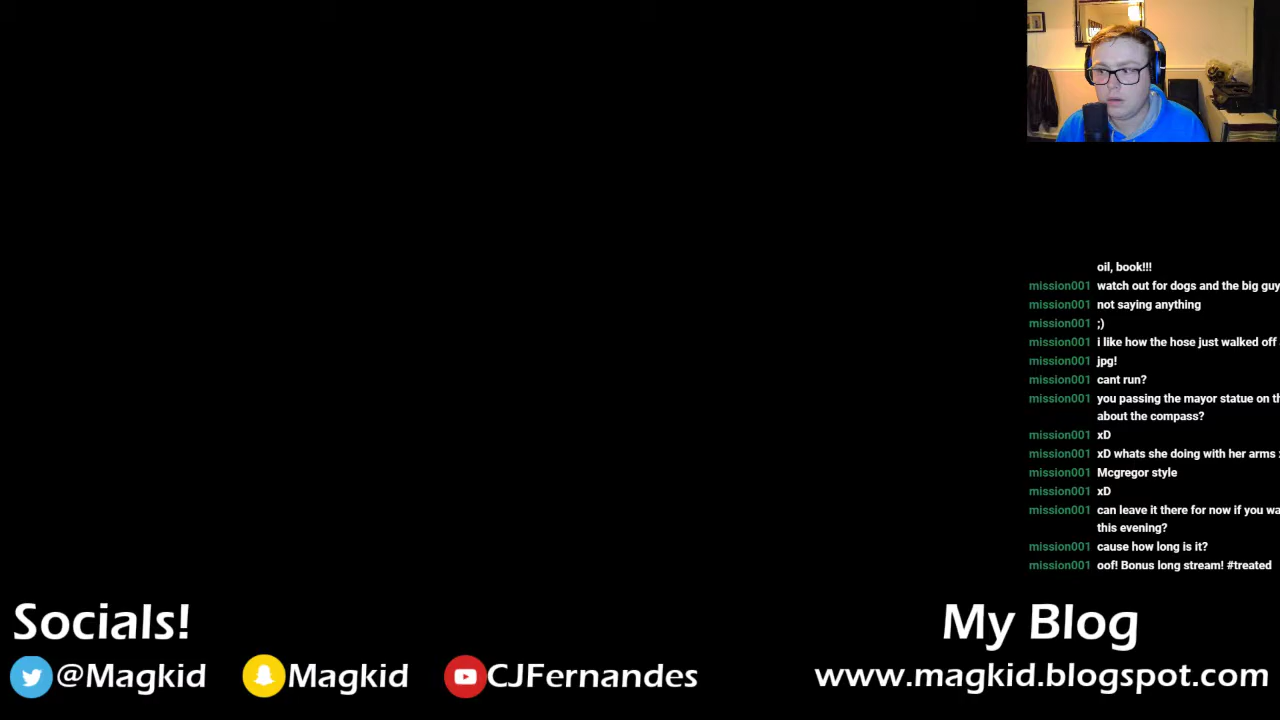 oil, book!!!
mission001 watch out for dogs and the big guy
mission001 not saying anything
mission001 ;)
mission001 i like how the hose just walked off
mission001 jpg!
mission001 cant run?
mission001 you passing the mayor statue on
about the compass?
mission001 xD
mission001 xD whats she doing with her arms
mission001 Mcgregor style
mission001 xD
mission001 can leave it there for now if you
this evening?
mission001 cause how long is it?
mission001 oof! Bonus long stream! #treated
Socials!
My Blog
@Magkid
Magkid
CJFernandes
www.magkid.blogspot.com